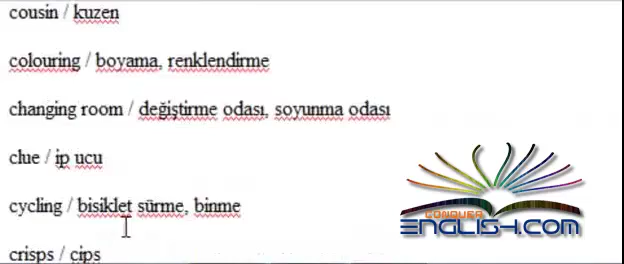 cousin / kuzen
colouring / boyama, renklendirme
changing room / değiştirme odası, soyunma odası
clue / ip ucu
cycling / bisiklet sürme, binme
crisps / çips
CONQUER
ENGLISH.COM